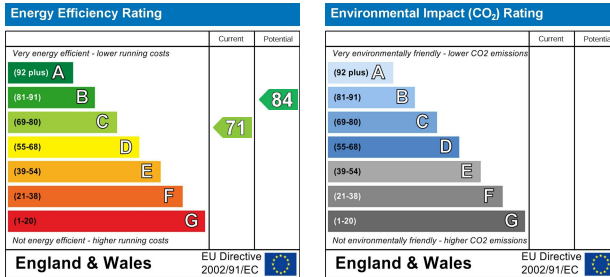 Energy Efficiency Rating
Current Potential
Very energy efficient - lower running costs
(92 plus) A
(81-91) B
84
(69-80) C
71
(55-68) D
(39-54) E
(21-38) F
(1-20) G
Not energy efficient - higher running costs
England & Wales
EU Directive
2002/91/EC
Environmental Impact (CO₂) Rating
Current Potential
Very environmentally friendly - lower CO2 emissions
(92 plus) A
(81-91) B
(69-80) C
(55-68) D
(39-54) E
(21-38) F
(1-20) G
Not environmentally friendly - higher CO2 emissions
England & Wales
EU Directive
2002/91/EC